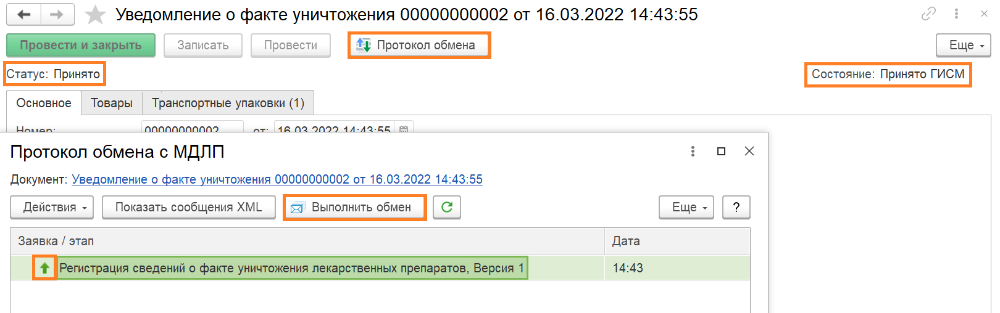 Уведомление о факте уничтожения 00000000002 от 16.03.2022 14:43:55
Провести и закрыть Записать Провести Протокол обмена Еще
Статус: Принято Состояние: Принято ГИСМ
Основное Товары Транспортные упаковки (1)
Номер: 00000000002 от: 16.03.2022 14:43:55
Протокол обмена с МДЛП
Документ: Уведомление о факте уничтожения 00000000002 от 16.03.2022 14:43:55
Действия Показать сообщения XML Выполнить обмен Еще ?
Заявка / этап Дата
Регистрация сведений о факте уничтожения лекарственных препаратов, Версия 1 14:43